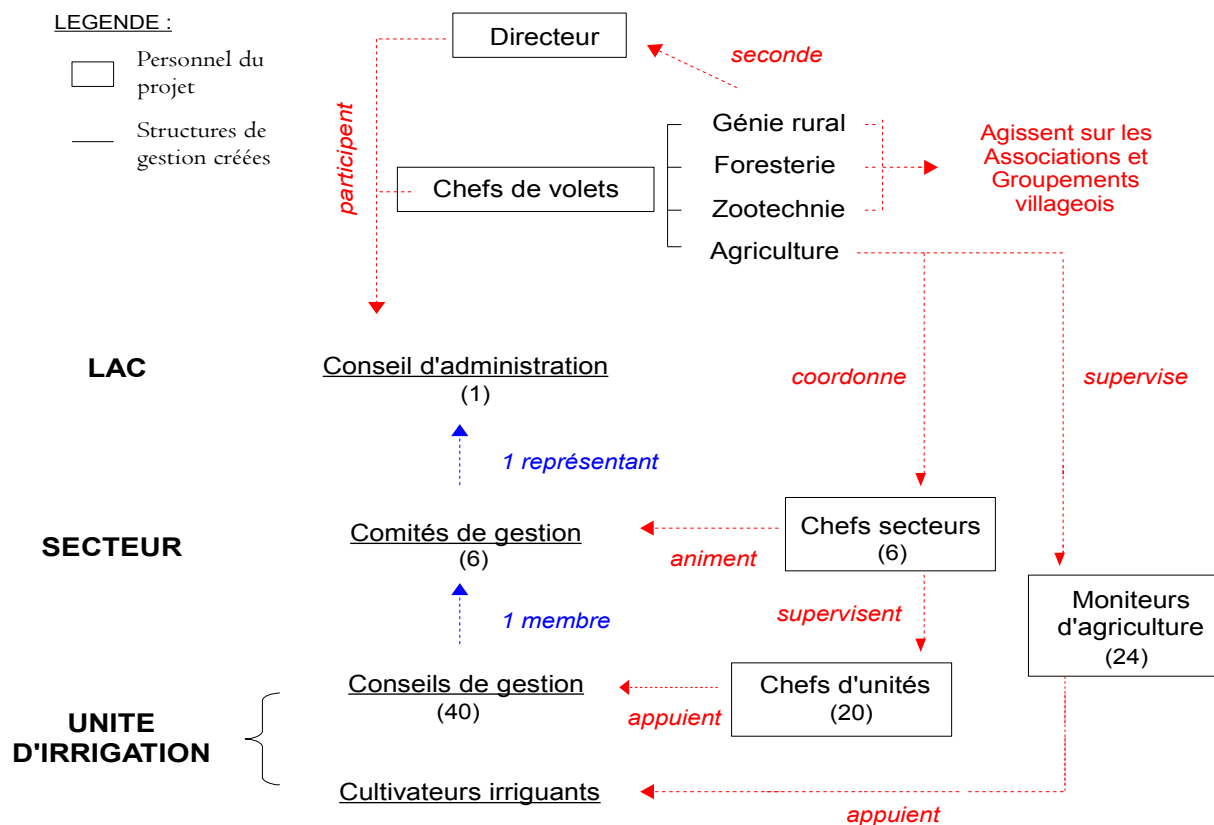 LEGENDE :
Personnel du
projet
Structures de
gestion créées
Directeur
seconde
participent
Chefs de volets
Génie rural
Foresterie
Zootechnie
Agriculture
Agissent sur les
Associations et
Groupements
villageois
LAC
Conseil d'administration
(1)
coordonne
supervise
1 représentant
SECTEUR
Comités de gestion
(6)
animent
Chefs secteurs
(6)
supervisent
Moniteurs
d'agriculture
(24)
1 membre
UNITE
D'IRRIGATION
Conseils de gestion
(40)
appuient
Chefs d'unités
(20)
Cultivateurs irriguants
appuient